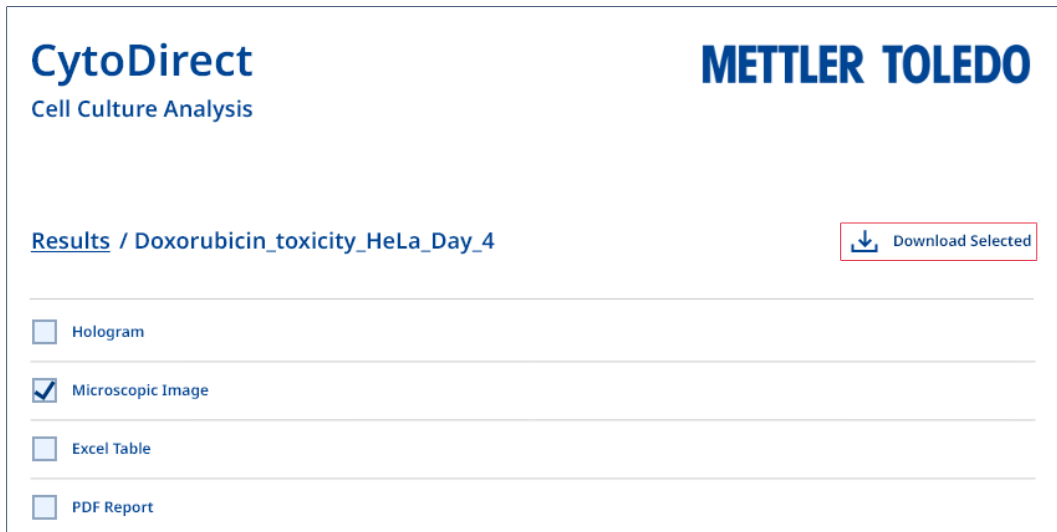 CytoDirect
METTLER TOLEDO
Cell Culture Analysis
Results / Doxorubicin_toxicity_HeLa_Day_4
Download Selected
Hologram
Microscopic Image
Excel Table
PDF Report